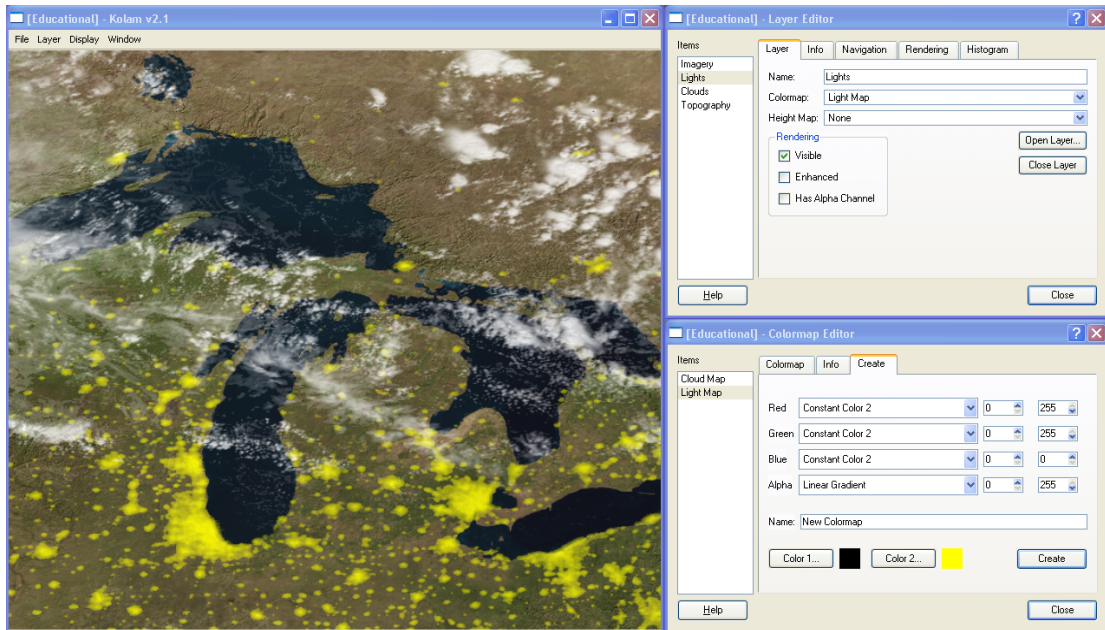 [Educational] - Kolam v2.1
File Layer Display Window
[Educational] - Layer Editor
Items
Imagery
Lights
Clouds
Topography
Layer Info Navigation Rendering Histogram
Name: Lights
Colormap: Light Map
Height Map: None
Rendering
Visible
Enhanced
Has Alpha Channel
Open Layer...
Close Layer
Help
Close
[Educational] - Colormap Editor
Items
Cloud Map
Light Map
Colormap Info Create
Red Constant Color 2 0 255
Green Constant Color 2 0 255
Blue Constant Color 2 0 0
Alpha Linear Gradient 0 255
Name: New Colormap
Color 1... Color 2... Create
Help
Close